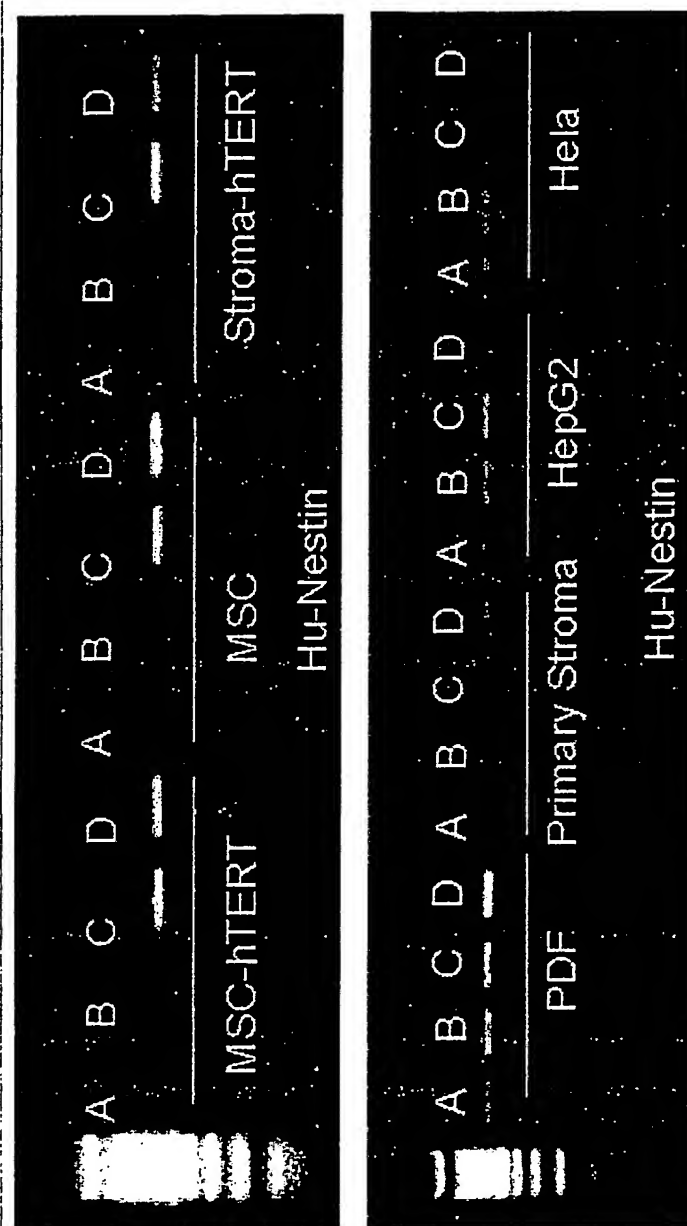 A B C D A B C D A B C D
MSC-hTERT MSC Stroma-hTERT
Hu-Nestin
A B C D A B C D A B C D A B C D
PDF Primary Stroma HepG2 Hela
Hu-Nestin